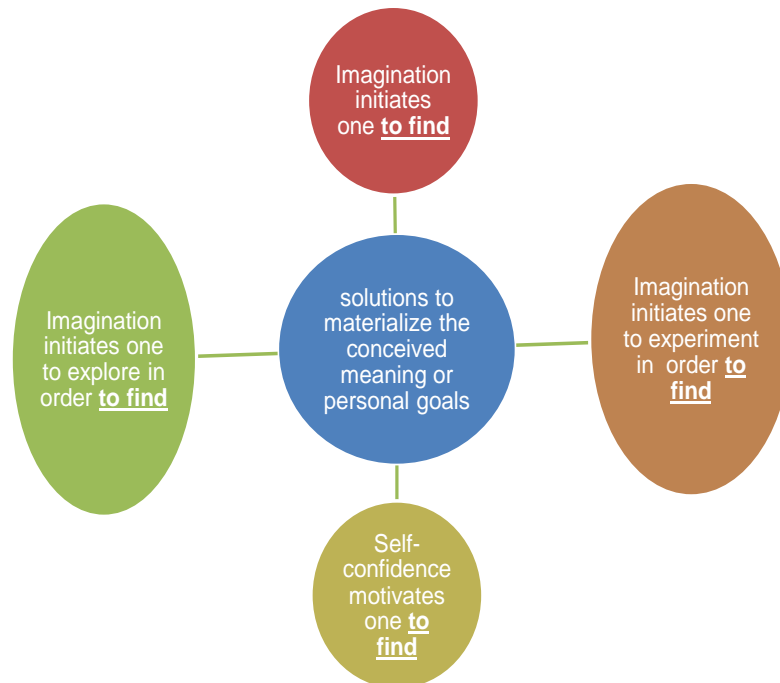 Imagination
initiates
one to find
Imagination
initiates one
to explore in
order to find
solutions to
materialize the
conceived
meaning or
personal goals
Imagination
initiates one
to experiment
in order to
find
Self-
confidence
motivates
one to
find